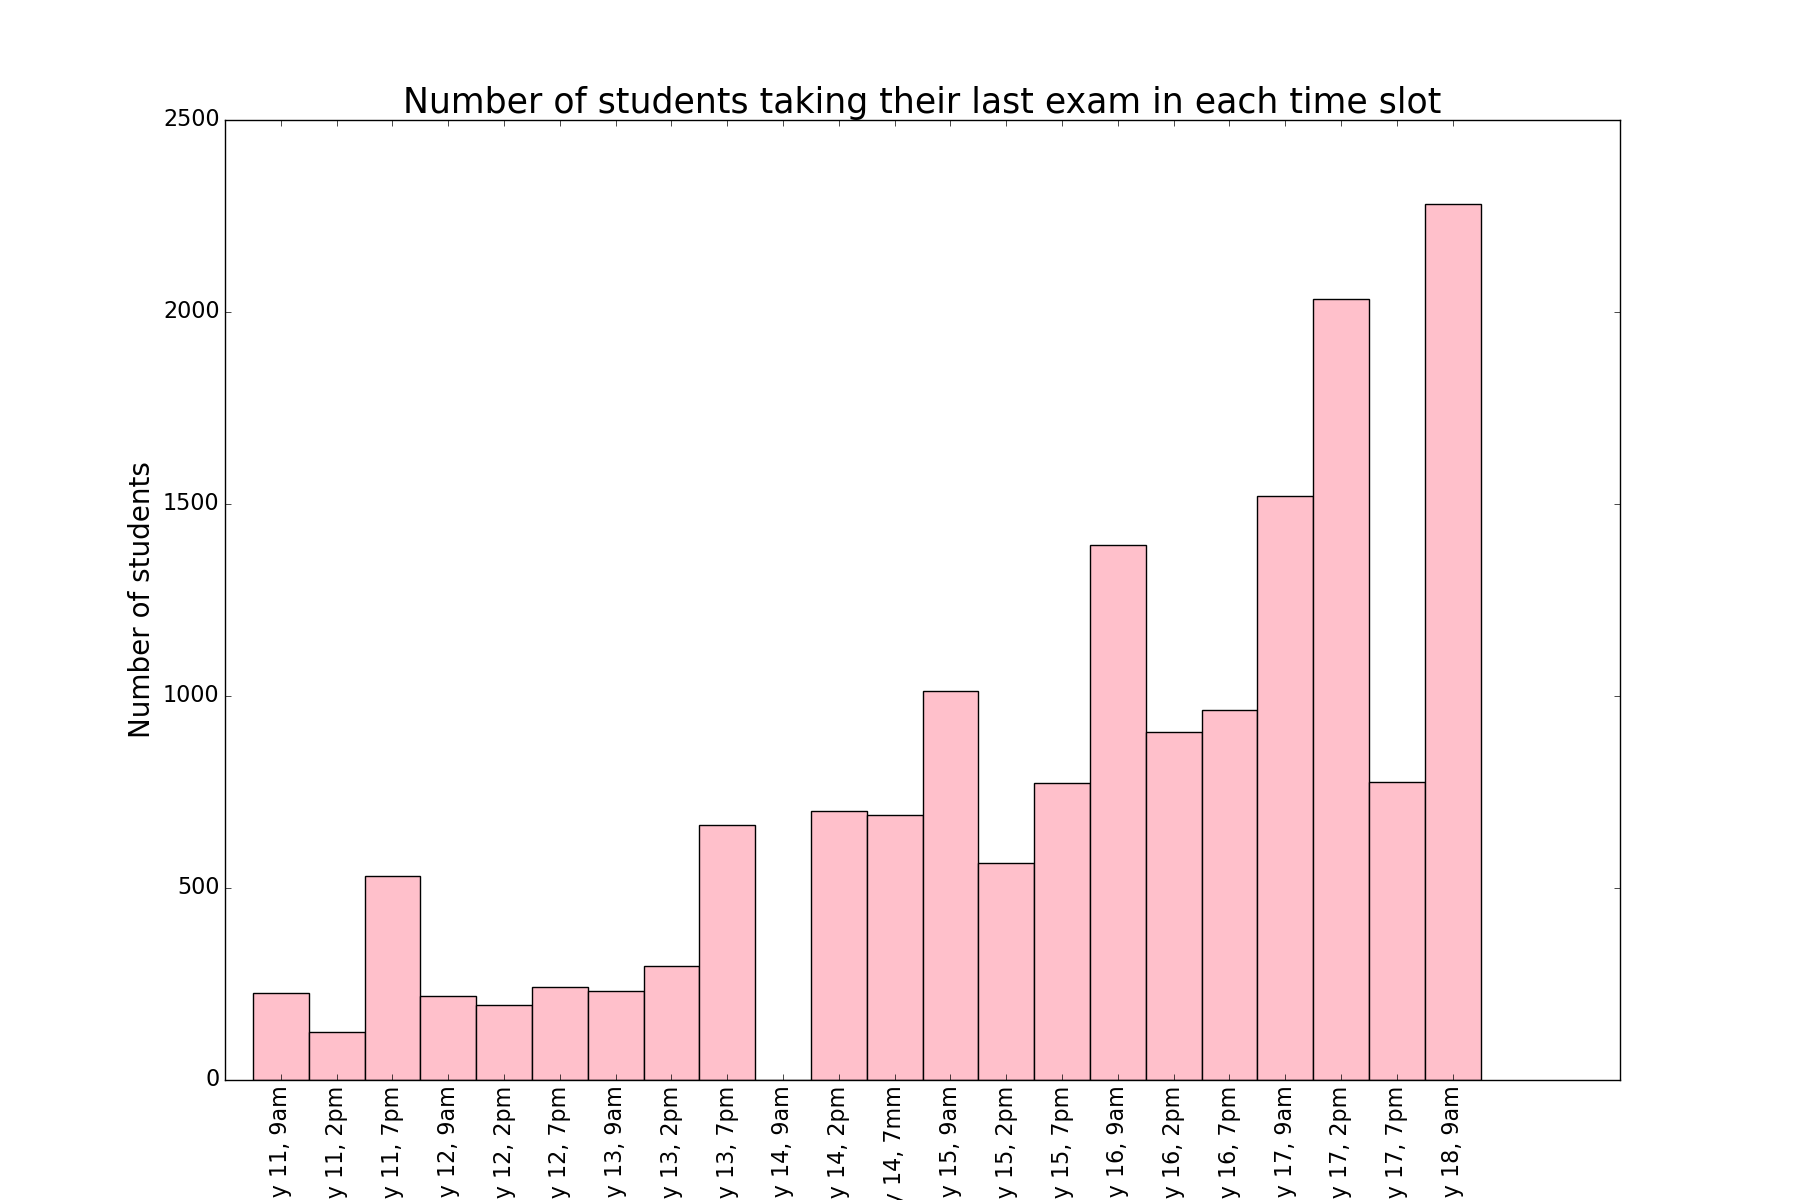 Number of students taking their last exam in each time slot
Number of students
2500
2000
1500
1000
500
0
y 11, 9am
y 11, 2pm
y 11, 7pm
y 12, 9am
y 12, 2pm
y 12, 7pm
y 13, 9am
y 13, 2pm
y 13, 7pm
y 14, 9am
y 14, 2pm
y 14, 7mm
y 15, 9am
y 15, 2pm
y 15, 7pm
y 16, 9am
y 16, 2pm
y 16, 7pm
y 17, 9am
y 17, 2pm
y 17, 7pm
y 18, 9am